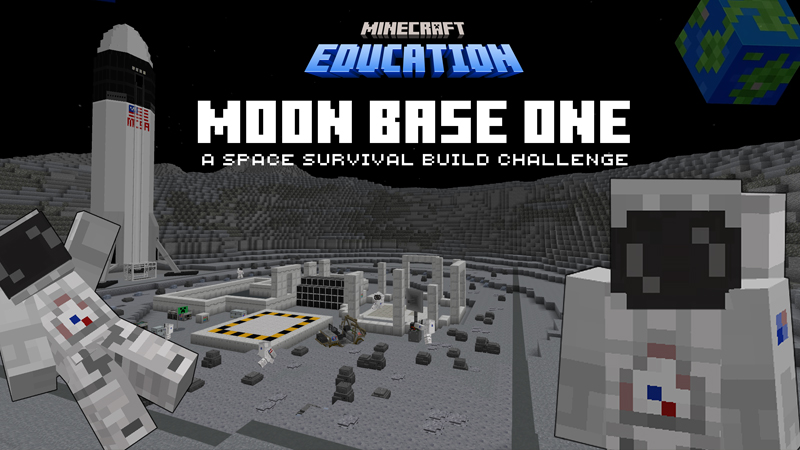 MINECRAFT
EDUCATION
MOON BASE ONE
A SPACE SURVIVAL BUILD CHALLENGE